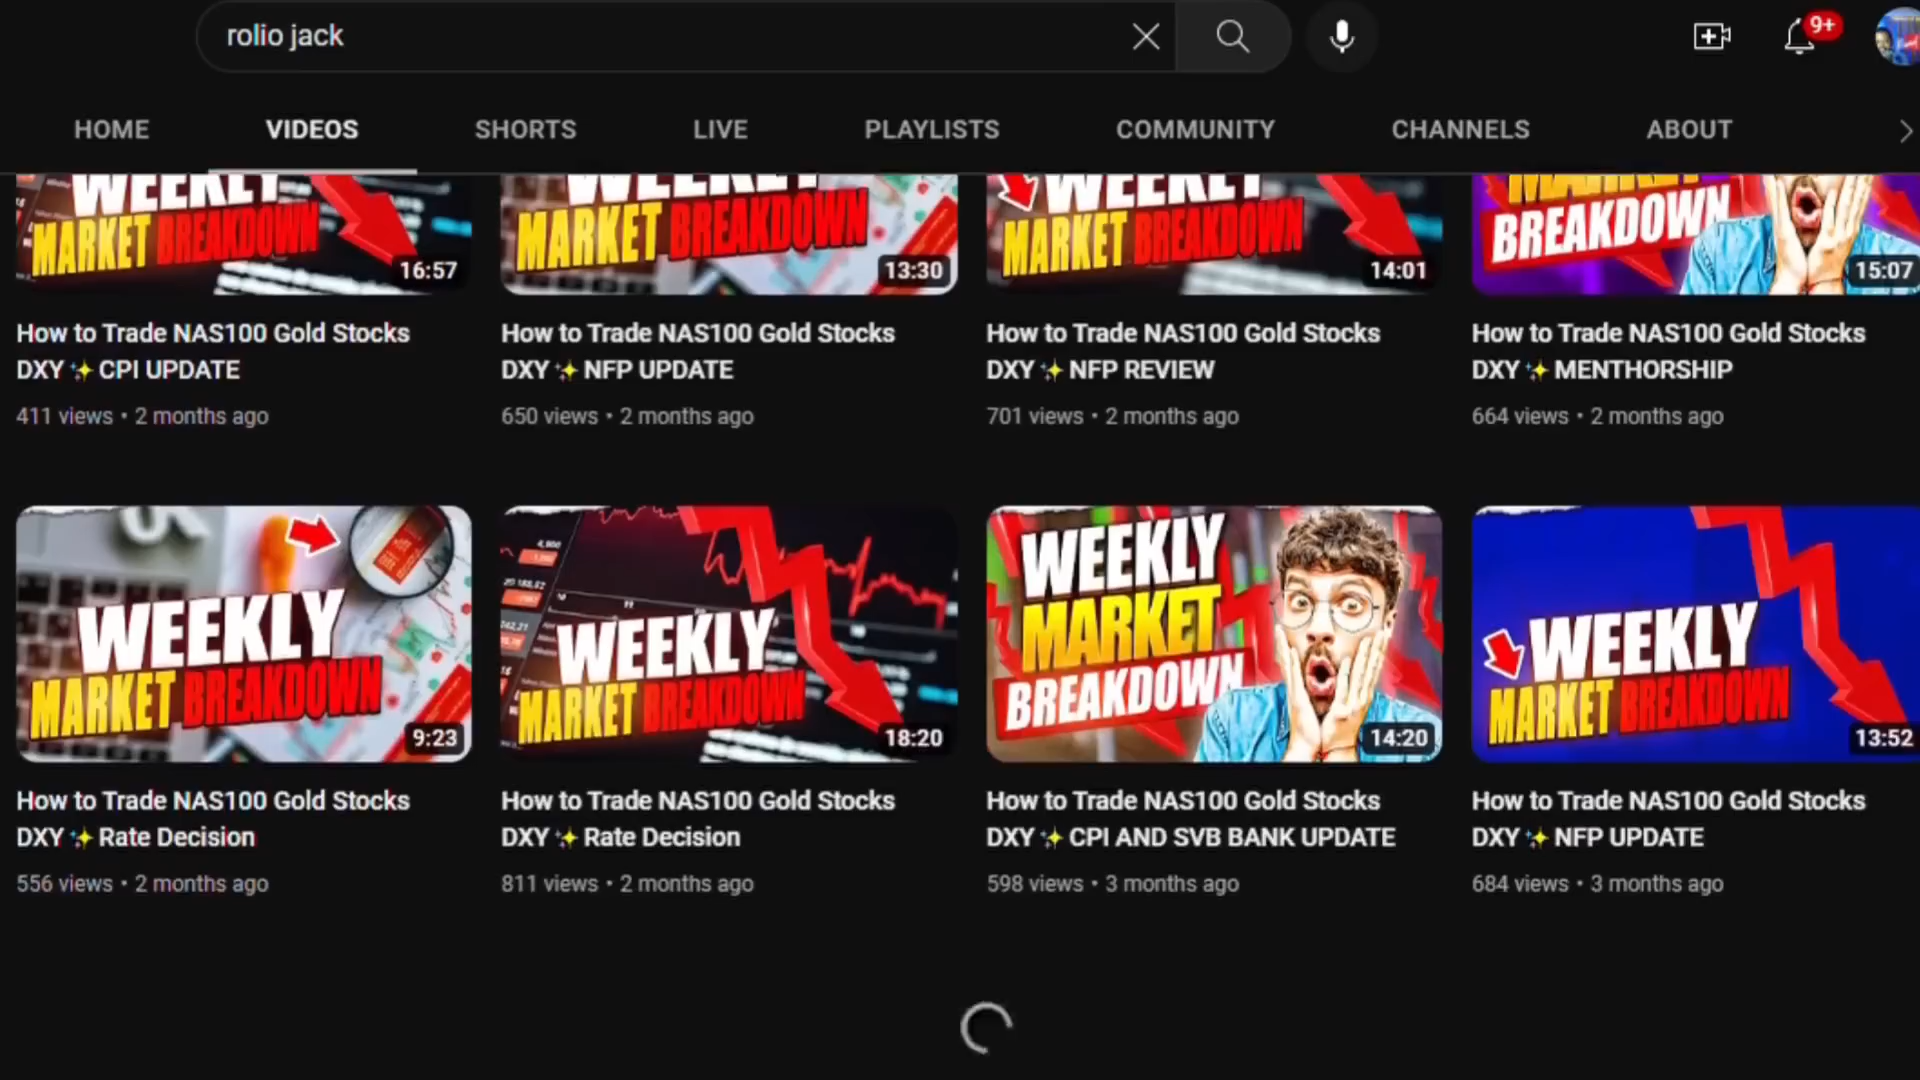 rolio jack
9+
HOME VIDEOS SHORTS LIVE PLAYLISTS COMMUNITY CHANNELS ABOUT
WEEKLY
MARKET BREAKDOWN
16:57
WEEKLY
MARKET BREAKDOWN
13:30
WEEKLY
MARKET BREAKDOWN
14:01
MARKET
BREAKDOWN
15:07
How to Trade NAS100 Gold Stocks
DXY ✨ CPI UPDATE
411 views • 2 months ago
How to Trade NAS100 Gold Stocks
DXY ✨ NFP UPDATE
650 views • 2 months ago
How to Trade NAS100 Gold Stocks
DXY ✨ NFP REVIEW
701 views • 2 months ago
How to Trade NAS100 Gold Stocks
DXY ✨ MENTHORSHIP
664 views • 2 months ago
WEEKLY
MARKET BREAKDOWN
9:23
WEEKLY
MARKET BREAKDOWN
18:20
WEEKLY
MARKET
BREAKDOWN
14:20
WEEKLY
MARKET BREAKDOWN
13:52
How to Trade NAS100 Gold Stocks
DXY ✨ Rate Decision
556 views • 2 months ago
How to Trade NAS100 Gold Stocks
DXY ✨ Rate Decision
811 views • 2 months ago
How to Trade NAS100 Gold Stocks
DXY ✨ CPI AND SVB BANK UPDATE
598 views • 3 months ago
How to Trade NAS100 Gold Stocks
DXY ✨ NFP UPDATE
684 views • 3 months ago